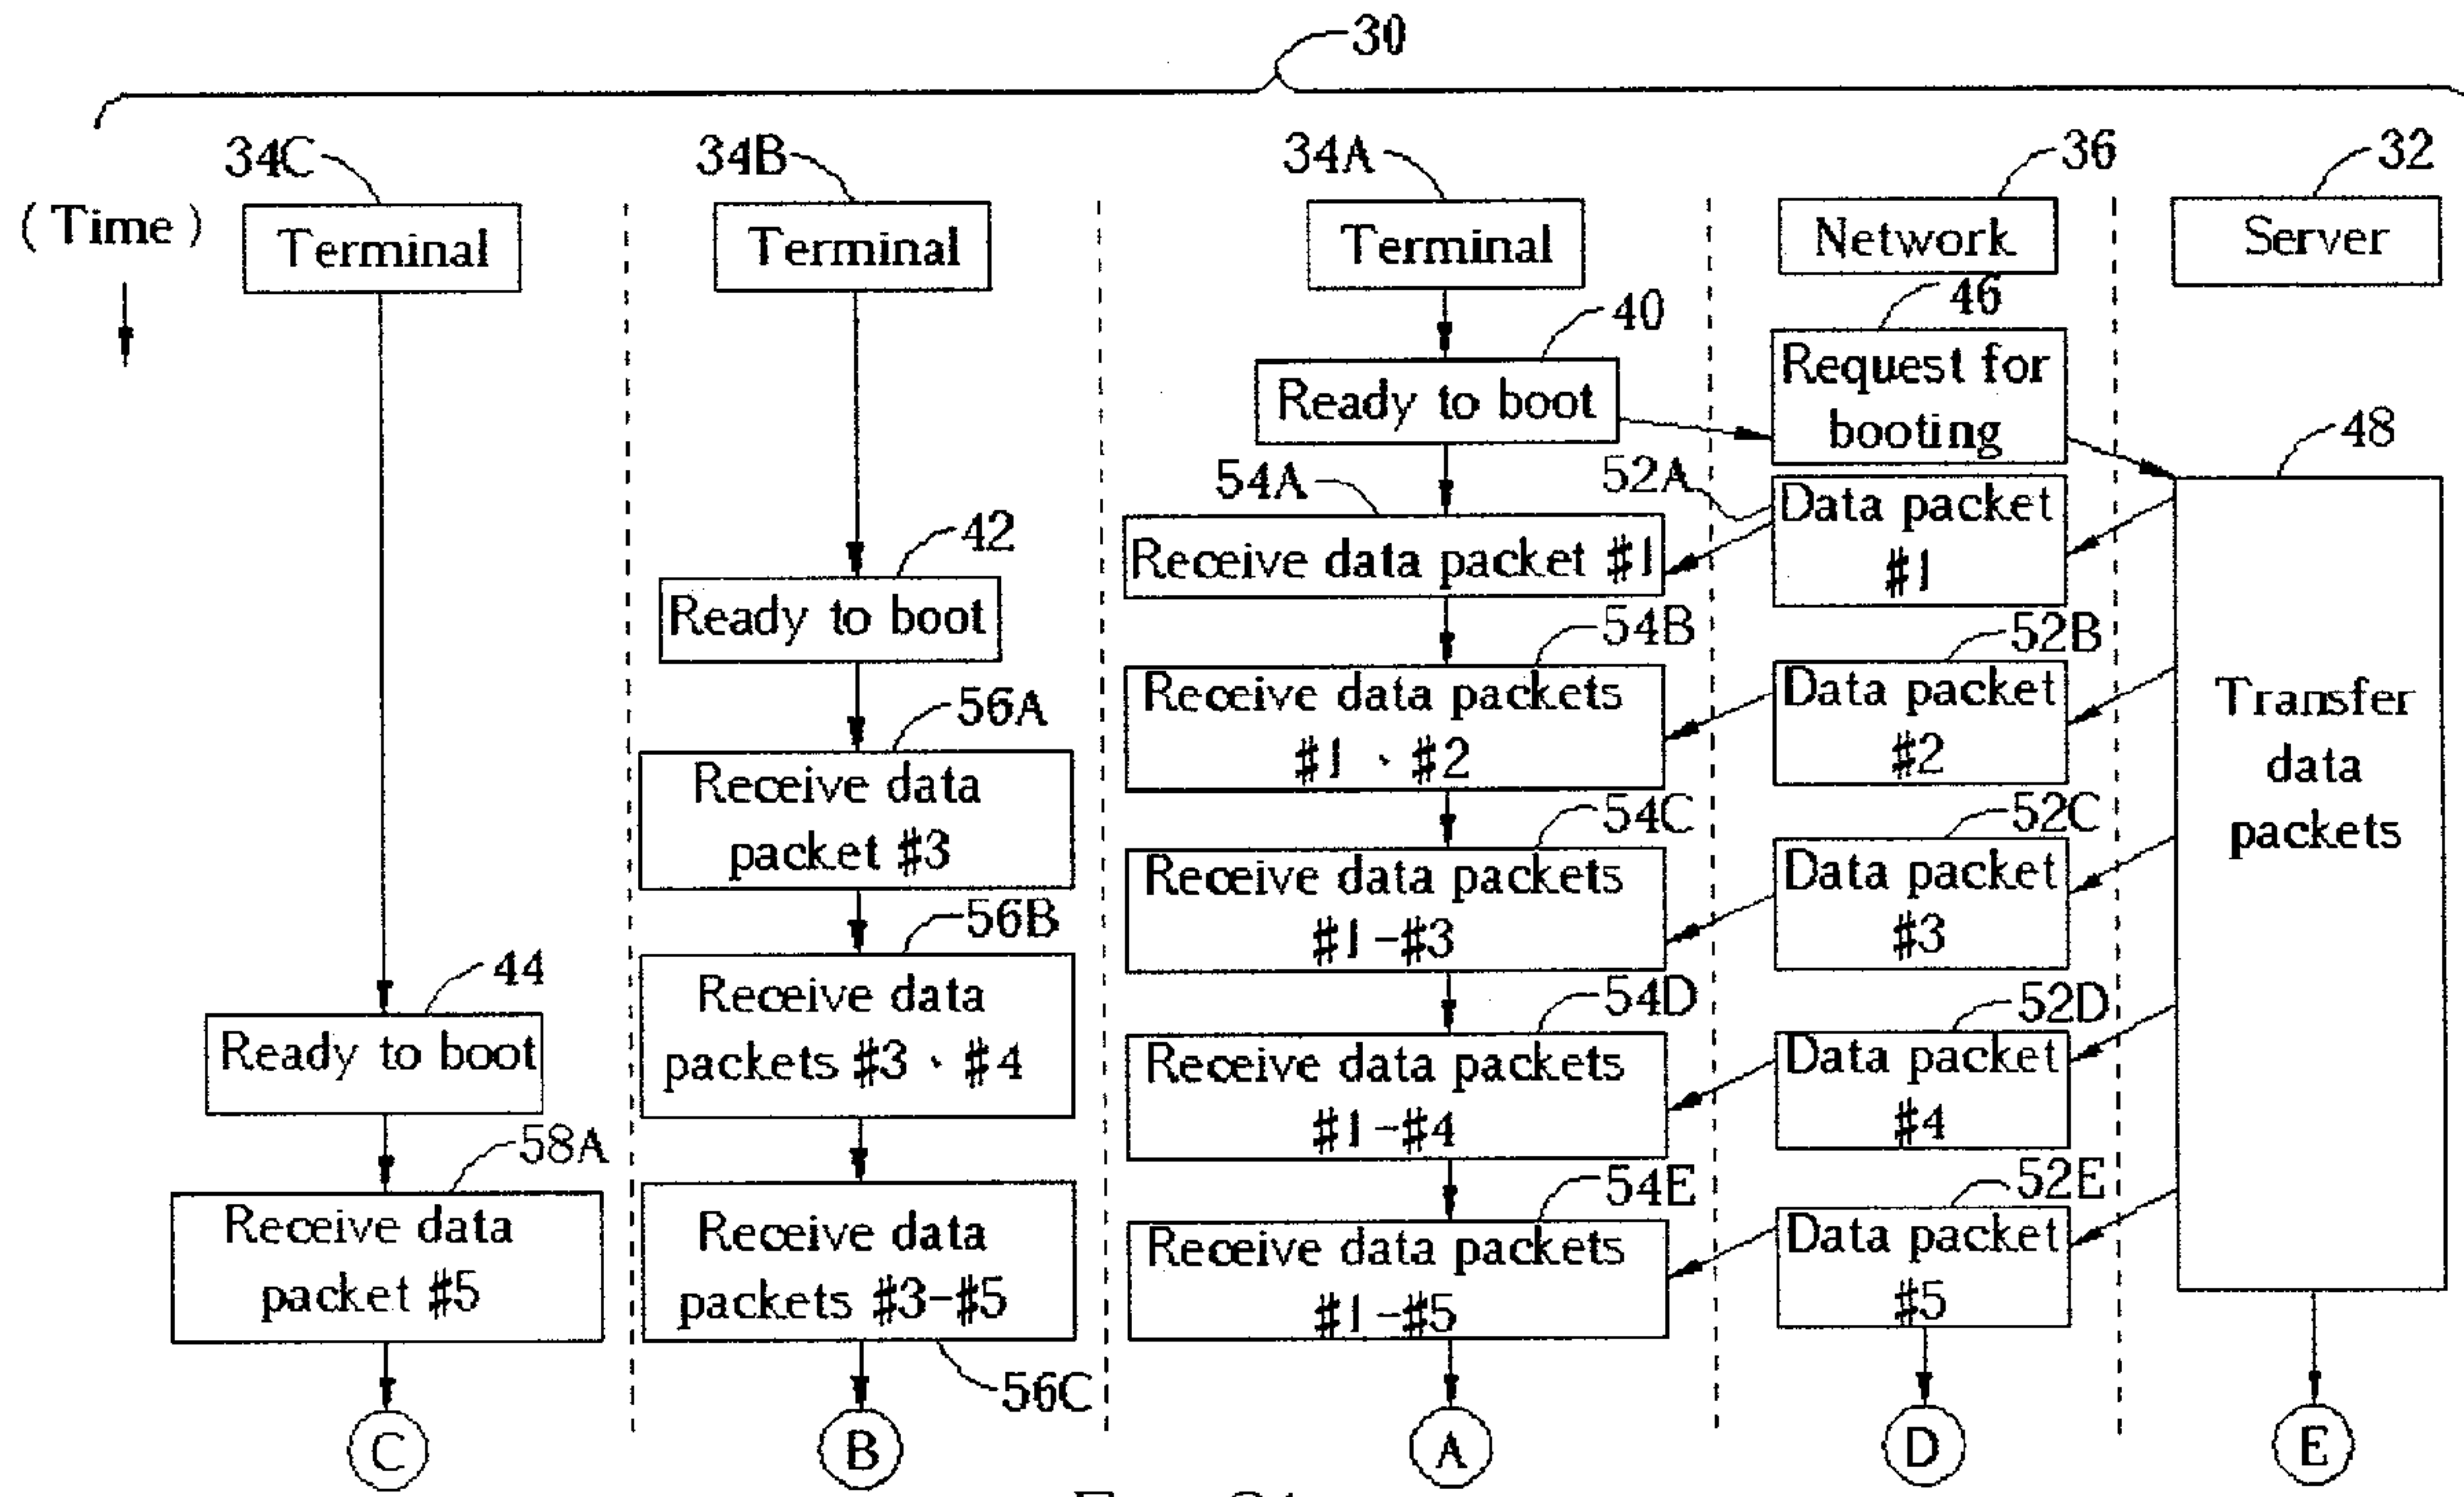 30
34C
34B
34A
36
32
(Time)
Terminal
Terminal
Terminal
Network
Server
40
46
Ready to boot
Request for
booting
48
42
Ready to boot
54A
52A
Receive data packet #1
Data packet
#1
54B
52B
Receive data packets
#1、#2
Data packet
#2
Transfer
data
packets
56A
Receive data
packet #3
54C
52C
Receive data packets
#1-#3
Data packet
#3
44
Ready to boot
56B
Receive data
packets #3、#4
54D
52D
Receive data packets
#1-#4
Data packet
#4
58A
Receive data
packet #5
Receive data
packets #3-#5
56C
54E
52E
Receive data packets
#1-#5
Data packet
#5
C
B
A
D
E